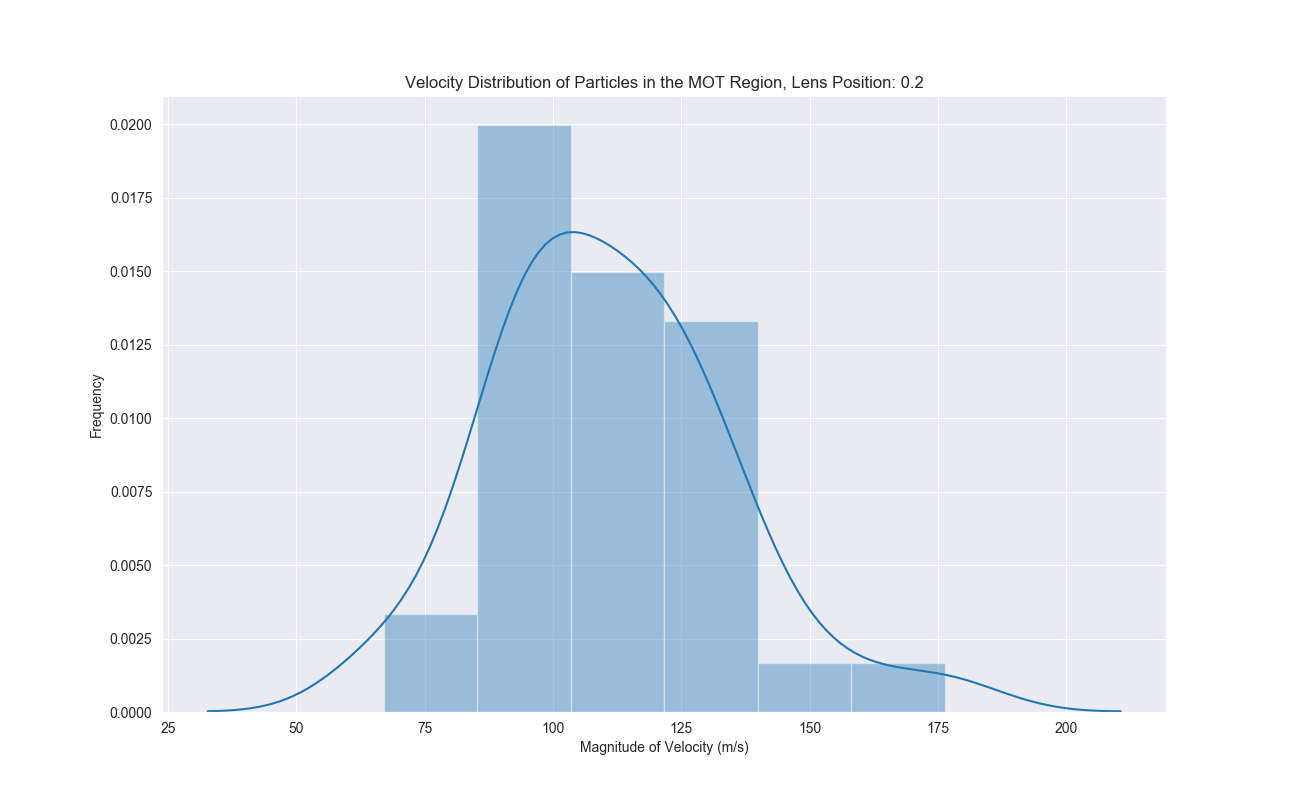 Velocity Distribution of Particles in the MOT Region, Lens Position: 0.2
0.0200
0.0175
0.0150
0.0125
0.0100
0.0075
0.0050
0.0025
0.0000
Frequency
25 50 75 100 125 150 175 200
Magnitude of Velocity (m/s)